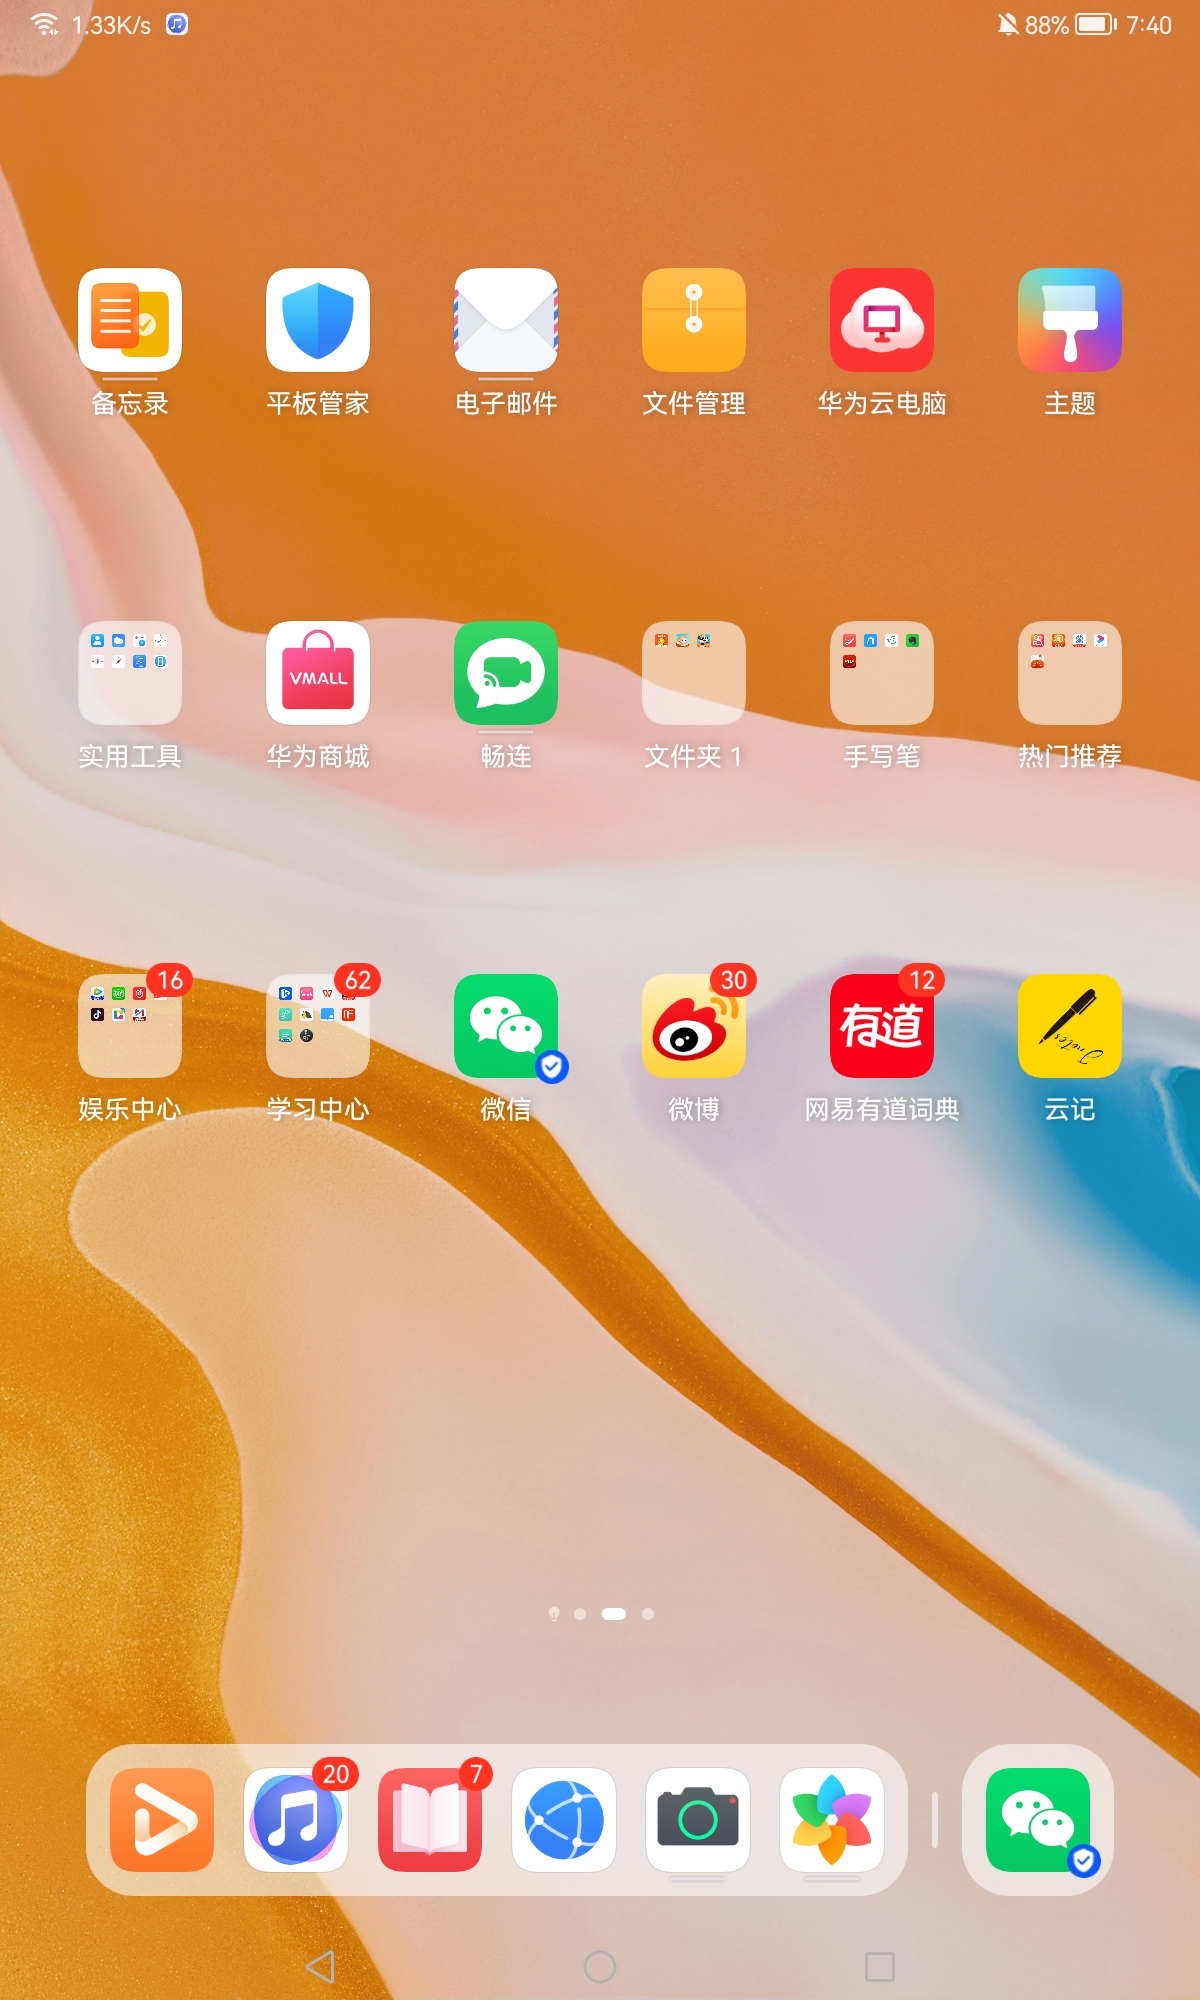 1.33K/s 88% 7:40
备忘录 平板管家 电子邮件 文件管理 华为云电脑 主题
VMALL
实用工具 华为商城 畅连 文件夹 1 手写笔 热门推荐
16 62 30 12
有道
notes
娱乐中心 学习中心 微信 微博 网易有道词典 云记
20 7